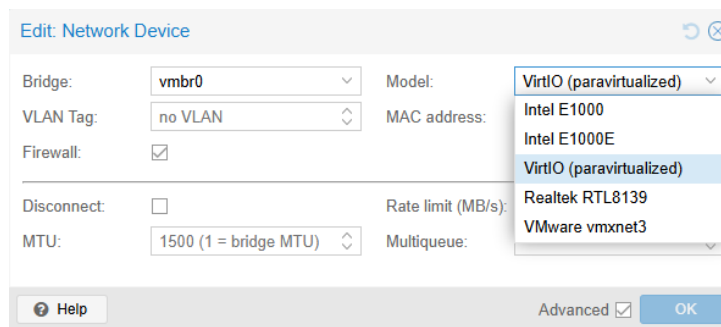 Edit: Network Device
Bridge: vmbr0 Model: VirtIO (paravirtualized)
VLAN Tag: no VLAN MAC address: Intel E1000
Intel E1000E
Firewall:
VirtIO (paravirtualized)
Disconnect: Rate limit (MB/s): Realtek RTL8139
MTU: 1500 (1 = bridge MTU) Multiqueue: VMware vmxnet3
Help Advanced OK